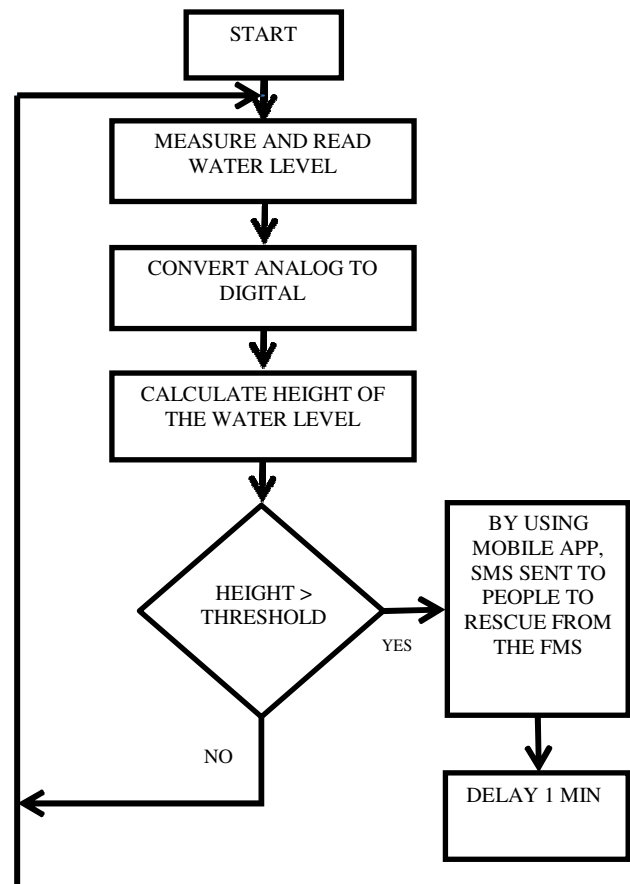 START
MEASURE AND READ
WATER LEVEL
CONVERT ANALOG TO
DIGITAL
CALCULATE HEIGHT OF
THE WATER LEVEL
HEIGHT >
THRESHOLD
YES
BY USING
MOBILE APP,
SMS SENT TO
PEOPLE TO
RESCUE FROM
THE FMS
NO
DELAY 1 MIN